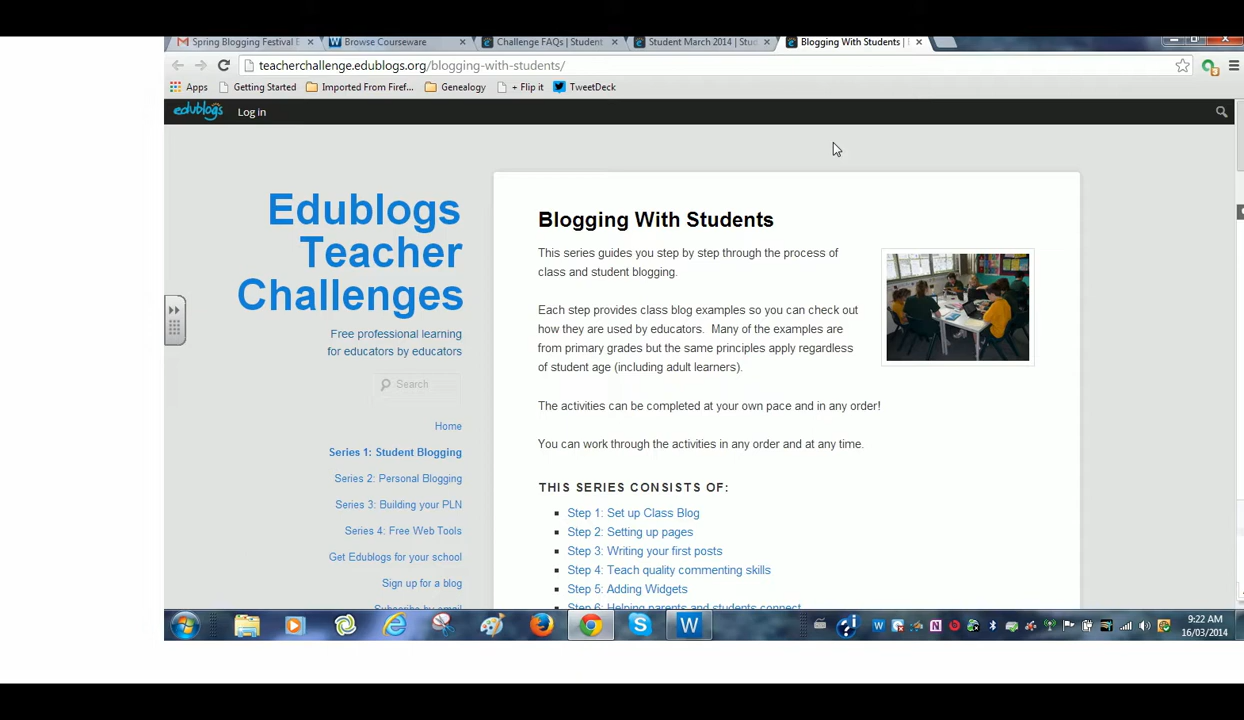 Spring Blogging Festival E
Browse Courseware
Challenge FAQs | Student
Student March 2014 | Stu
Blogging With Students |
teacherchallenge.edublogs.org/blogging-with-students/
Apps
Getting Started
Imported From Firef...
Genealogy
+ Flip it
TweetDeck
edublogs
Log in
Edublogs
Teacher
Challenges
Free professional learning
for educators by educators
Search
Home
Series 1: Student Blogging
Series 2: Personal Blogging
Series 3: Building your PLN
Series 4: Free Web Tools
Get Edublogs for your school
Sign up for a blog
Subscribe by email
Blogging With Students
This series guides you step by step through the process of
class and student blogging.
Each step provides class blog examples so you can check out
how they are used by educators. Many of the examples are
from primary grades but the same principles apply regardless
of student age (including adult learners).
The activities can be completed at your own pace and in any order!
You can work through the activities in any order and at any time.
THIS SERIES CONSISTS OF:
Step 1: Set up Class Blog
Step 2: Setting up pages
Step 3: Writing your first posts
Step 4: Teach quality commenting skills
Step 5: Adding Widgets
Step 6: Helping parents and students connect
9:22 AM
16/03/2014